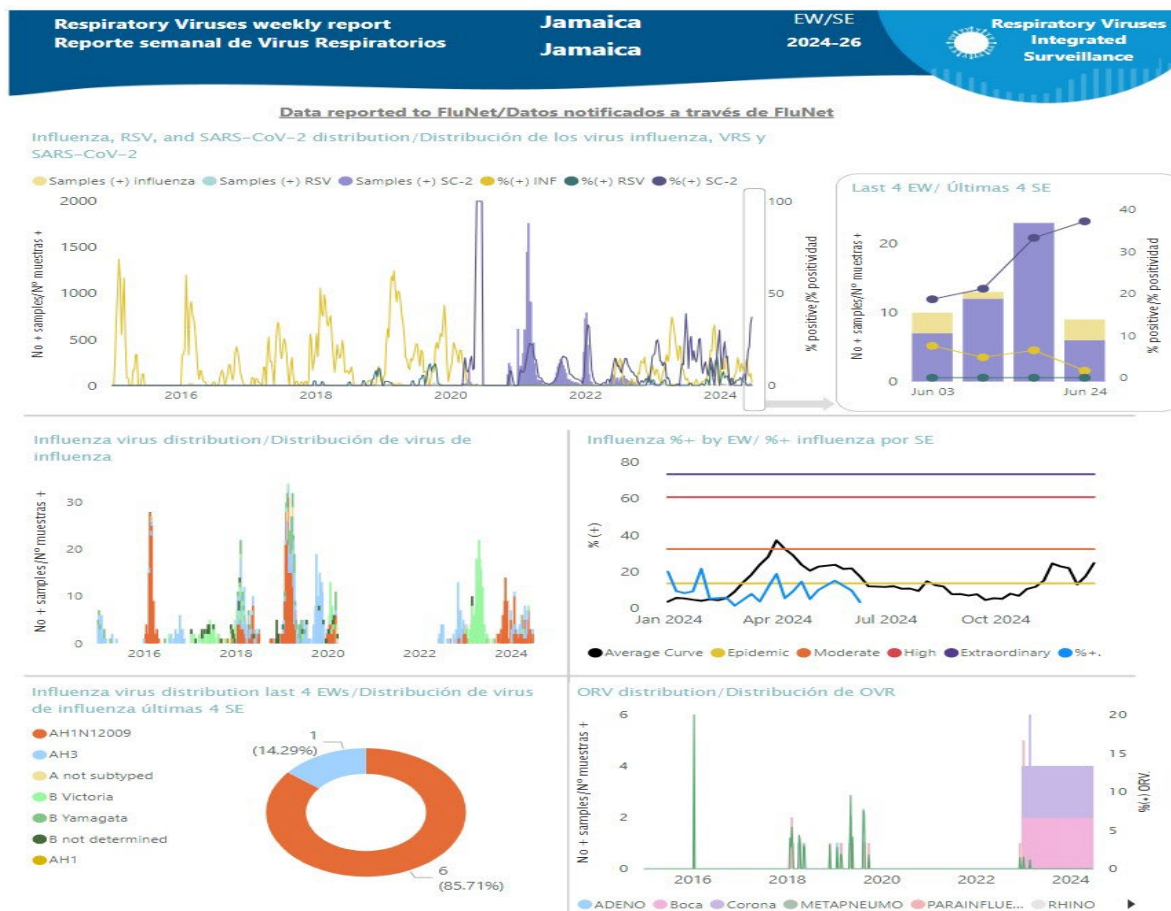 Respiratory Viruses weekly report
Reporte semanal de Virus Respiratorios
Jamaica
Jamaica
EW/SE
2024-26
Respiratory Viruses
Integrated
Surveillance
Data reported to FluNet/Datos notificados a través de FluNet
Influenza, RSV, and SARS-CoV-2 distribution/Distribución de los virus influenza, VRS y
SARS-CoV-2
Samples (+) influenza Samples (+) RSV Samples (+) SC-2 %(+) INF %(+) RSV %(+) SC-2
No + samples/Nº muestras +
2000
1500
1000
500
0
100
50
0
% positive/% positividad
2016 2018 2020 2022 2024
Last 4 EW/ Últimas 4 SE
No + samples/Nº muestras +
20
10
0
40
30
20
10
0
% positive/% positividad
Jun 03 Jun 24
Influenza virus distribution/Distribución de virus de
influenza
No + samples/Nº muestras +
30
20
10
0
2016 2018 2020 2022 2024
Influenza %+ by EW/ %+ influenza por SE
% (+)
80
60
40
20
0
Jan 2024 Apr 2024 Jul 2024 Oct 2024
Average Curve Epidemic Moderate High Extraordinary %+.
Influenza virus distribution last 4 EWs/Distribución de virus
de influenza últimas 4 SE
AH1N12009
AH3
A not subtyped
B Victoria
B Yamagata
B not determined
AH1
1
(14.29%)
6
(85.71%)
ORV distribution/Distribución de OVR
No + samples/Nº muestras +
6
4
2
0
20
15
10
5
0
%(+) ORV.
2016 2018 2020 2022 2024
ADENO Boca Corona METAPNEUMO PARAINFLUE... RHINO